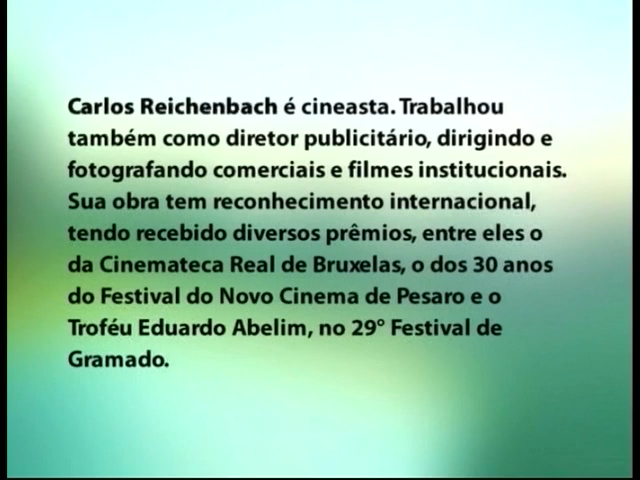 Carlos Reichenbach é cineasta. Trabalhou
também como diretor publicitário, dirigindo e
fotografando comerciais e filmes institucionais.
Sua obra tem reconhecimento internacional,
tendo recebido diversos prêmios, entre eles o
da Cinemateca Real de Bruxelas, o dos 30 anos
do Festival do Novo Cinema de Pesaro e o
Troféu Eduardo Abelim, no 29° Festival de
Gramado.